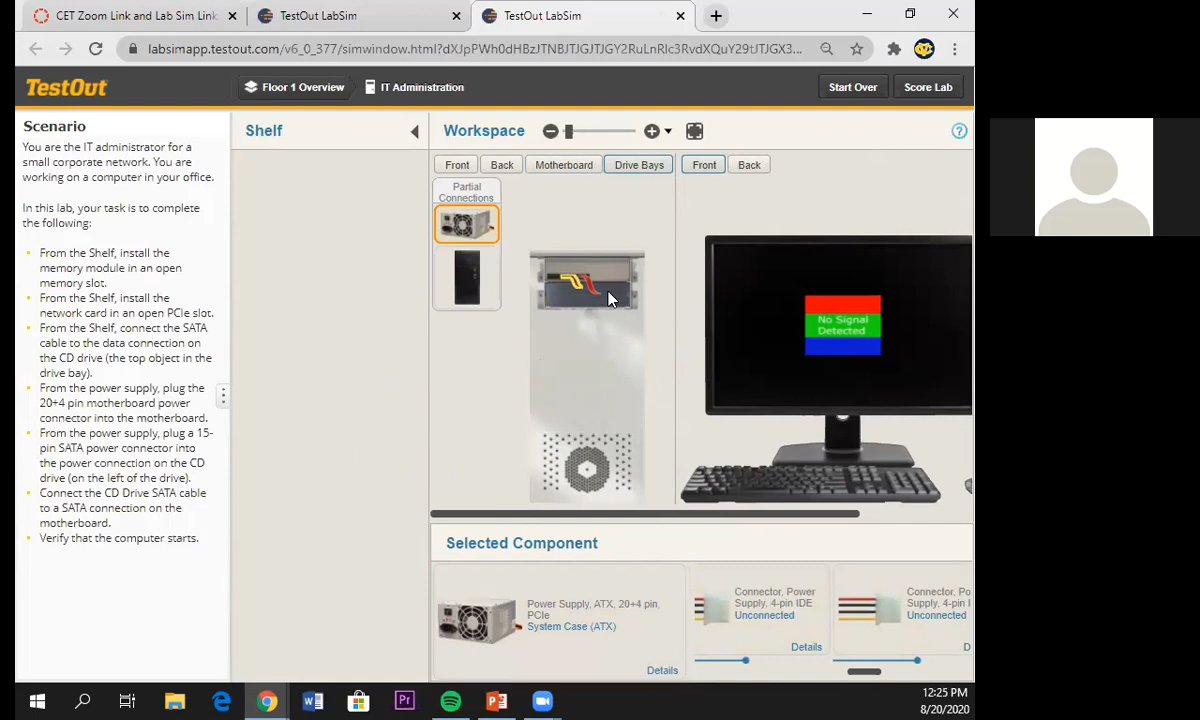 CET Zoom Link and Lab Sim Link
TestOut LabSim
TestOut LabSim
labsimapp.testout.com/v6_0_377/simwindow.html?dXJpPWh0dHBzJTNBJTJGJTJGY2RuLnRlc3RvdXQuY29tJTJGX3...
TestOut
Floor 1 Overview
IT Administration
Start Over
Score Lab
Scenario
You are the IT administrator for a
small corporate network. You are
working on a computer in your office.
In this lab, your task is to complete
the following:
From the Shelf, install the
memory module in an open
memory slot.
From the Shelf, install the
network card in an open PCIe slot.
From the Shelf, connect the SATA
cable to the data connection on
the CD drive (the top object in the
drive bay).
From the power supply, plug the
20+4 pin motherboard power
connector into the motherboard.
From the power supply, plug a 15-
pin SATA power connector into
the power connection on the CD
drive (on the left of the drive).
Connect the CD Drive SATA cable
to a SATA connection on the
motherboard.
Verify that the computer starts.
Shelf
Workspace
Front
Back
Motherboard
Drive Bays
Front
Back
Partial
Connections
No Signal
Detected
Selected Component
Power Supply, ATX, 20+4 pin,
PCIe
System Case (ATX)
Details
Connector, Power
Supply, 4-pin IDE
Unconnected
Details
Connector, Po
Supply, 4-pin I
Unconnected
D
12:25 PM
8/20/2020